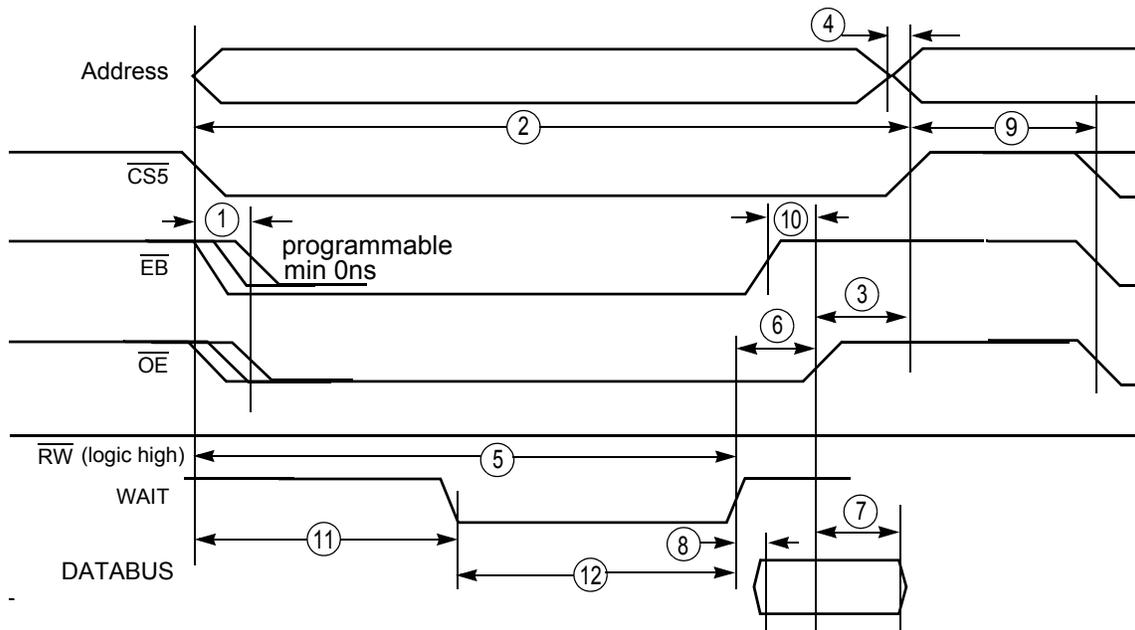 4
Address
2
9
CS5
1
10
programmable
min 0ns
EB
3
6
OE
RW (logic high)
5
WAIT
7
11
8
DATABUS
12